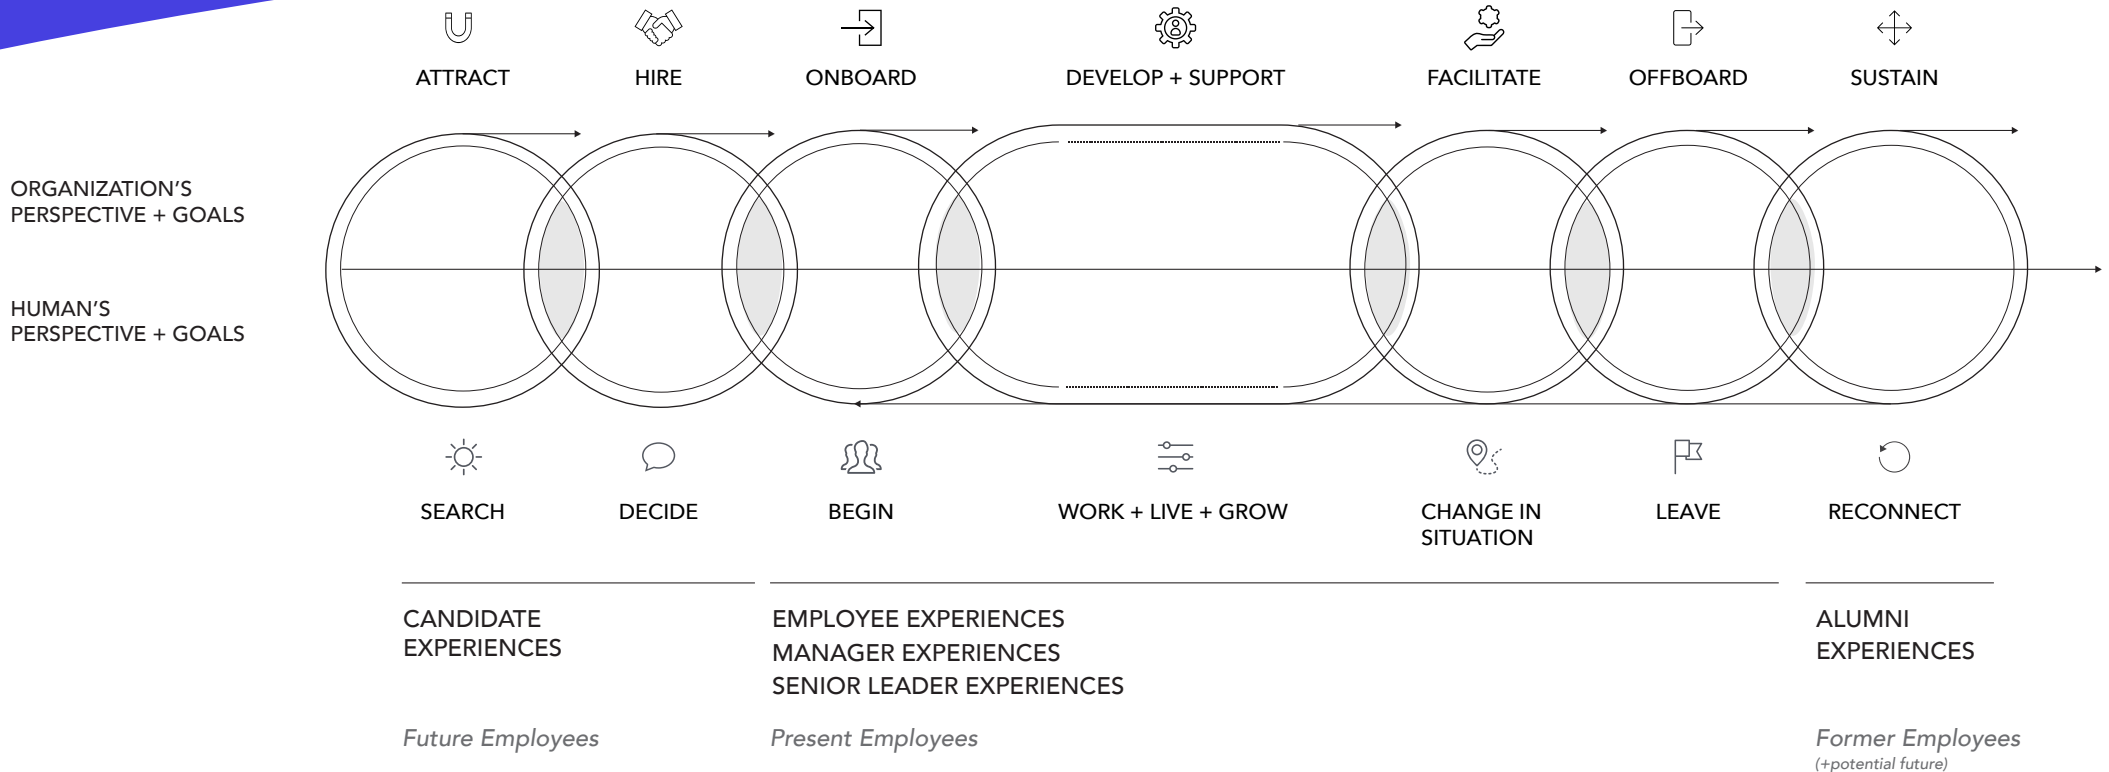 ATTRACT
HIRE
ONBOARD
DEVELOP + SUPPORT
FACILITATE
OFFBOARD
SUSTAIN
ORGANIZATION'S
PERSPECTIVE + GOALS
HUMAN'S
PERSPECTIVE + GOALS
SEARCH
DECIDE
BEGIN
WORK + LIVE + GROW
CHANGE IN
SITUATION
LEAVE
RECONNECT
CANDIDATE
EXPERIENCES
Future Employees
EMPLOYEE EXPERIENCES
MANAGER EXPERIENCES
SENIOR LEADER EXPERIENCES
Present Employees
ALUMNI
EXPERIENCES
Former Employees
(+potential future)